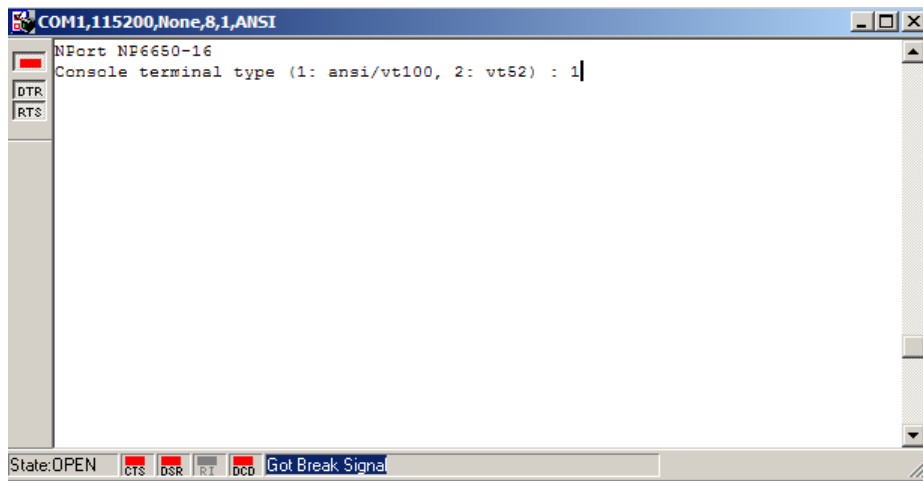 COM1,115200,None,8,1,ANSI
NPort NP6650-16
Console terminal type (1: ansi/vt100, 2: vt52) : 1
DTR
RTS
State:OPEN CTS DSR RI DCD Got Break Signal